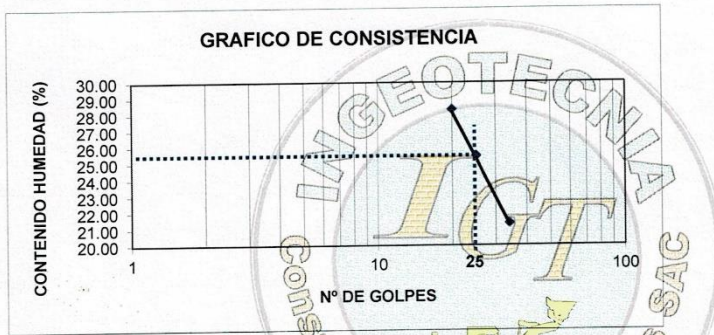 GRAFICO DE CONSISTENCIA
CONTENIDO HUMEDAD (%)
30.00
29.00
28.00
27.00
26.00
25.00
24.00
23.00
22.00
21.00
20.00
1
10
25
100
Nº DE GOLPES
INGEOTECNIA
IGT
Cons
SAC